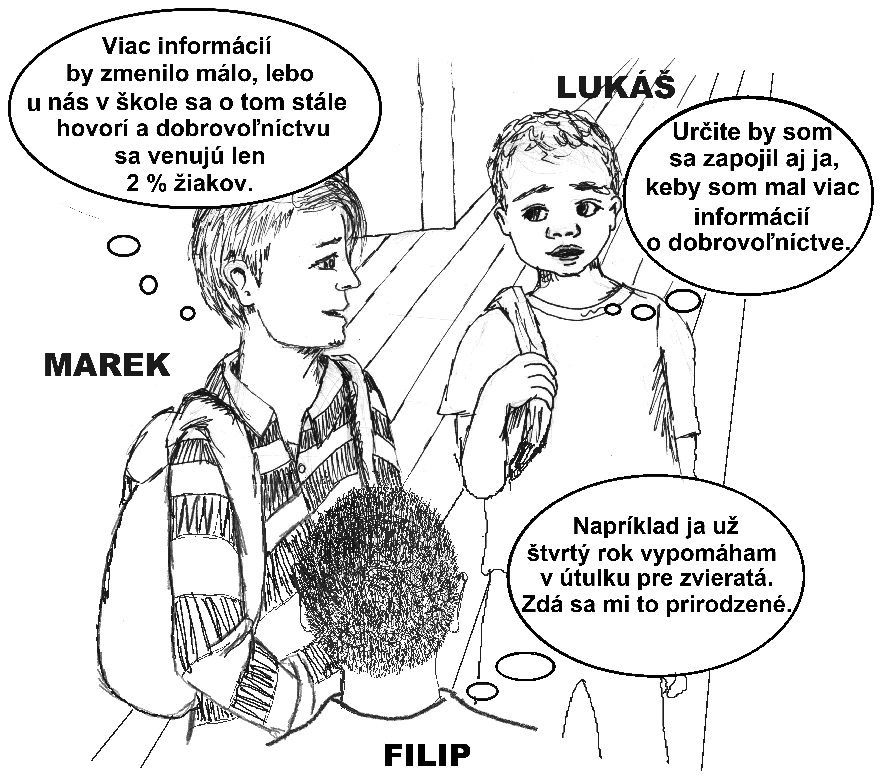 Viac informácií
by zmenilo málo, lebo
u nás v škole sa o tom stále
hovorí a dobrovoľníctvu
sa venujú len
2 % žiakov.
LUKÁŠ
Určite by som
sa zapojil aj ja,
keby som mal viac
informácií
o dobrovoľníctve.
MAREK
Napríklad ja už
štvrtý rok vypomáham
v útulku pre zvieratá.
Zdá sa mi to prirodzené.
FILIP